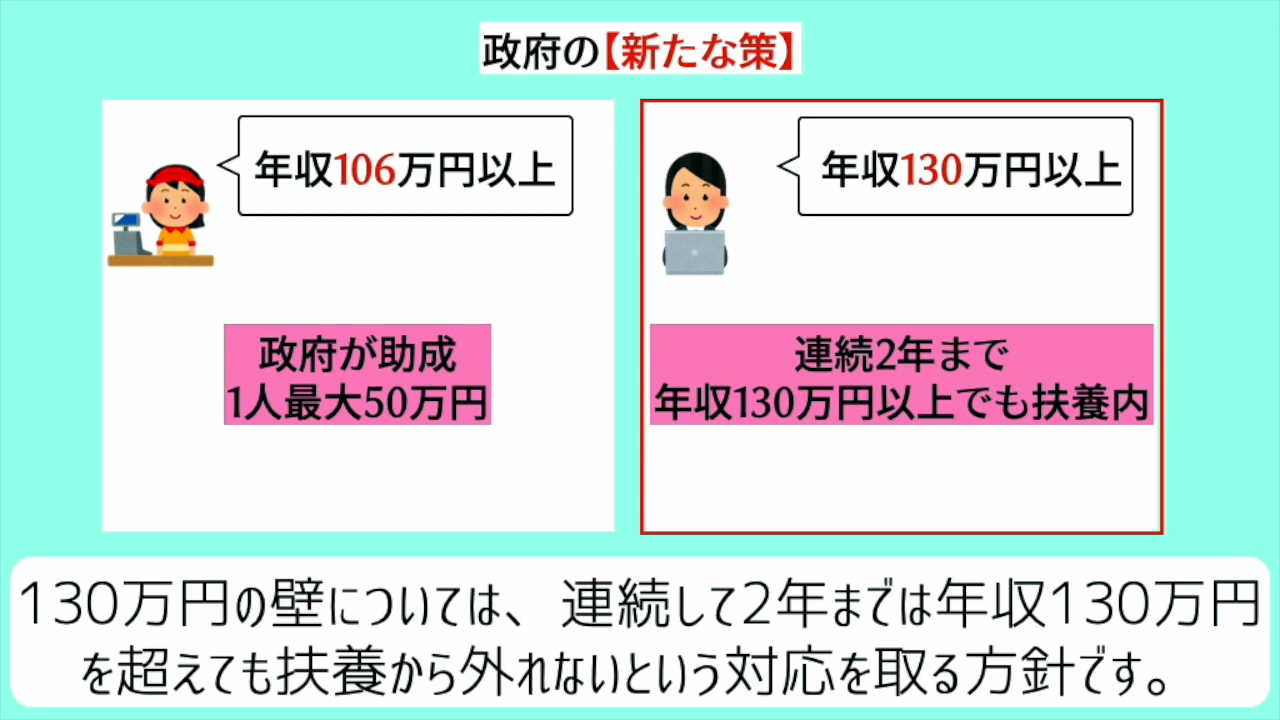 政府の【新たな策】
年収106万円以上
政府が助成
1人最大50万円
年収130万円以上
連続2年まで
年収130万円以上でも扶養内
130万円の壁については、連続して2年までは年収130万円
を超えても扶養から外れないという対応を取る方針です。